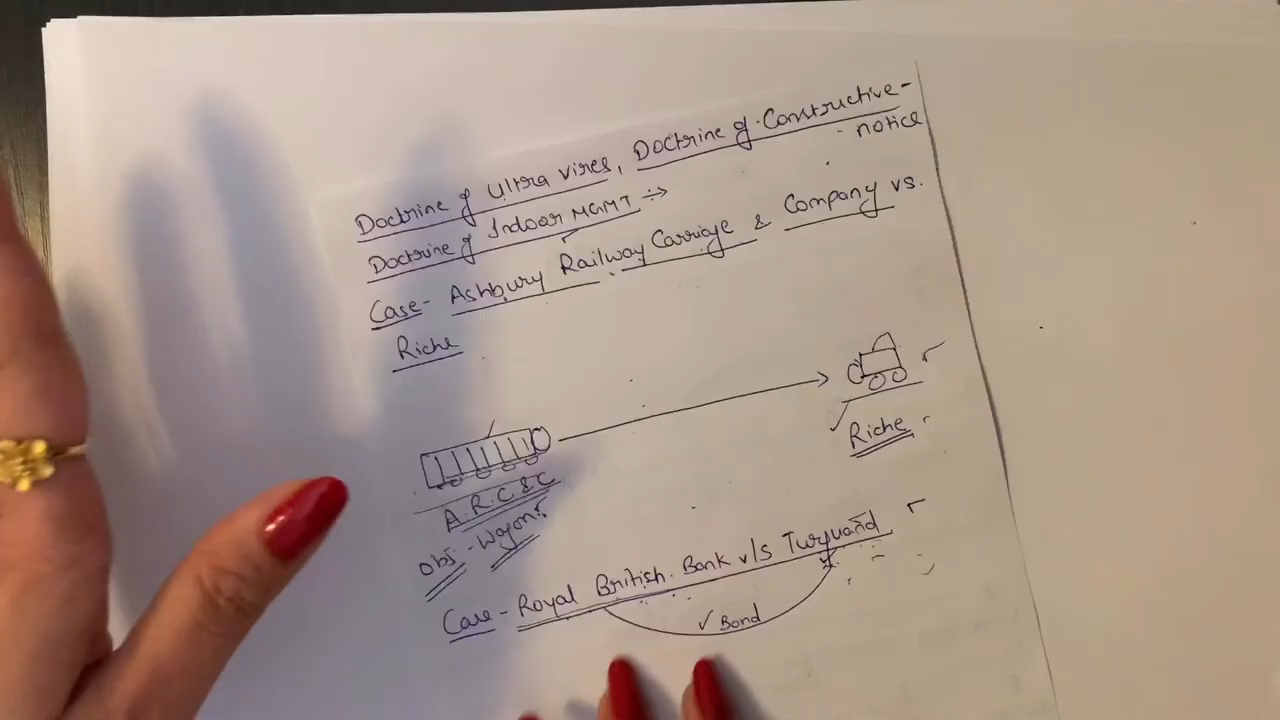 Doctrine of Ultra vires, Doctrine of Constructive-
notice
Doctrine of Indoor MGMT ÷→
Case- Ashbury Railway Carriage & Company vs.
Riche
Riche
A.R.C & C
Obj.- Wagons
Case- Royal British Bank v/s Turquand
✓ Bond